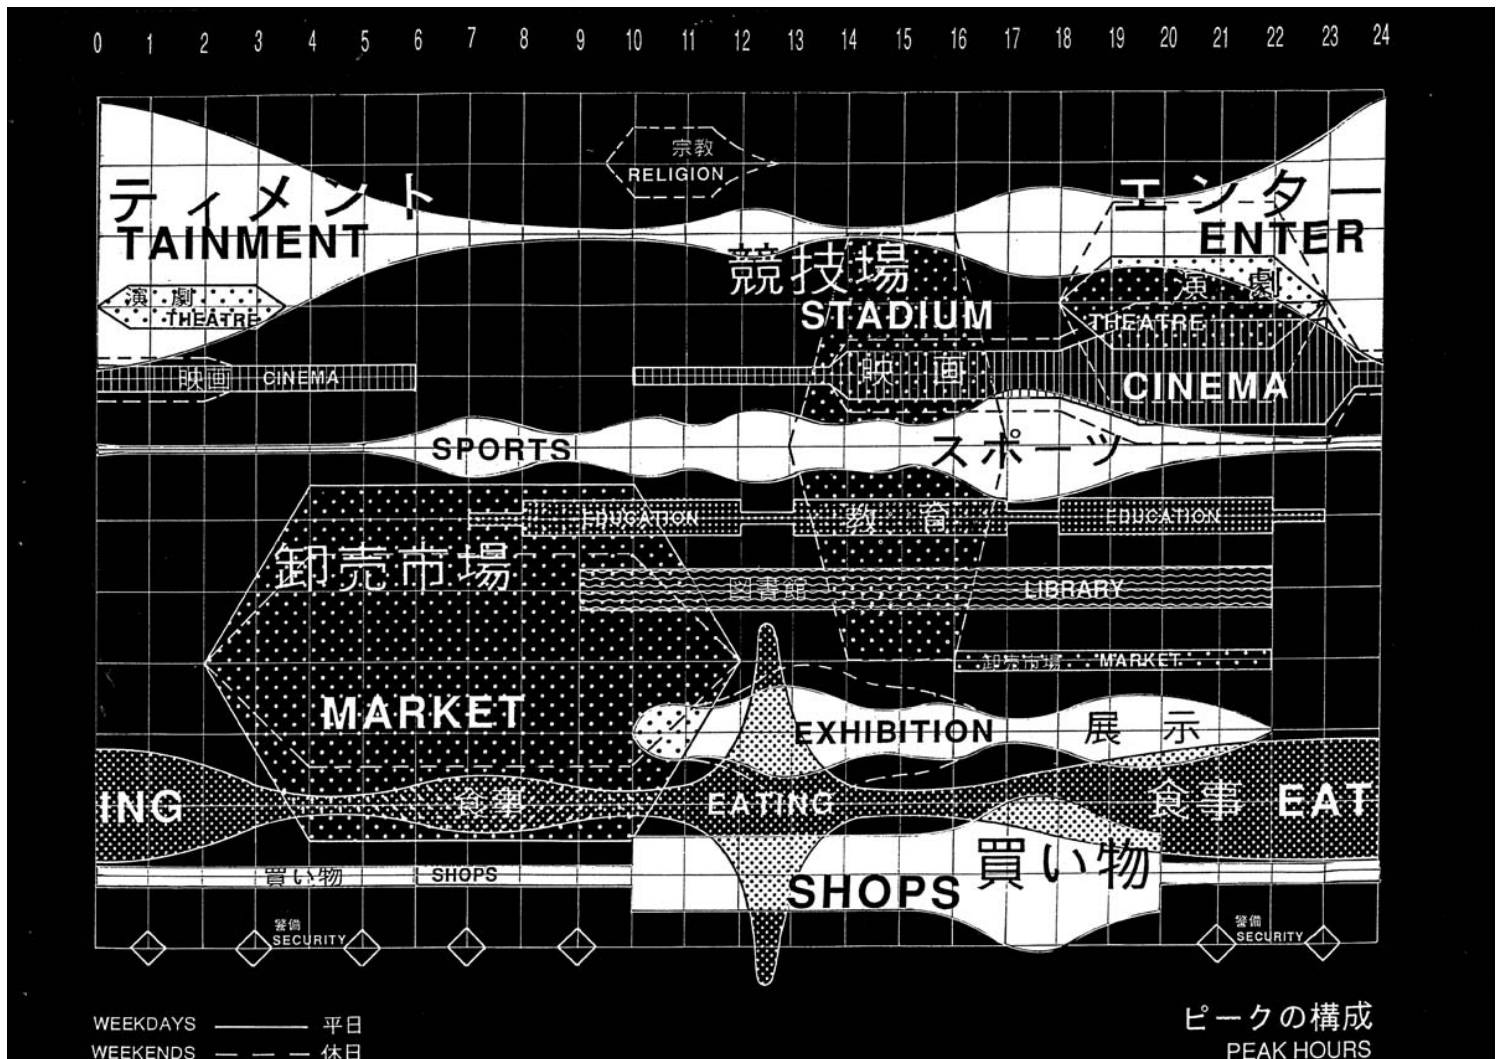 0 1 2 3 4 5 6 7 8 9 10 11 12 13 14 15 16 17 18 19 20 21 22 23 24
宗教
RELIGION
ティメント
TAINMENT
エンター
ENTER
競技場
STADIUM
演劇
THEATRE
演劇
THEATRE
映画 CINEMA
映画
CINEMA
SPORTS
スポーツ
EDUCATION
教育
EDUCATION
卸売市場
図書館
LIBRARY
卸売市場 MARKET
MARKET
EXHIBITION
展示
ING
食事
EATING
食事
EAT
買い物
SHOPS
SHOPS
買い物
警備
SECURITY
警備
SECURITY
WEEKDAYS 平日
WEEKENDS 休日
ピークの構成
PEAK HOURS